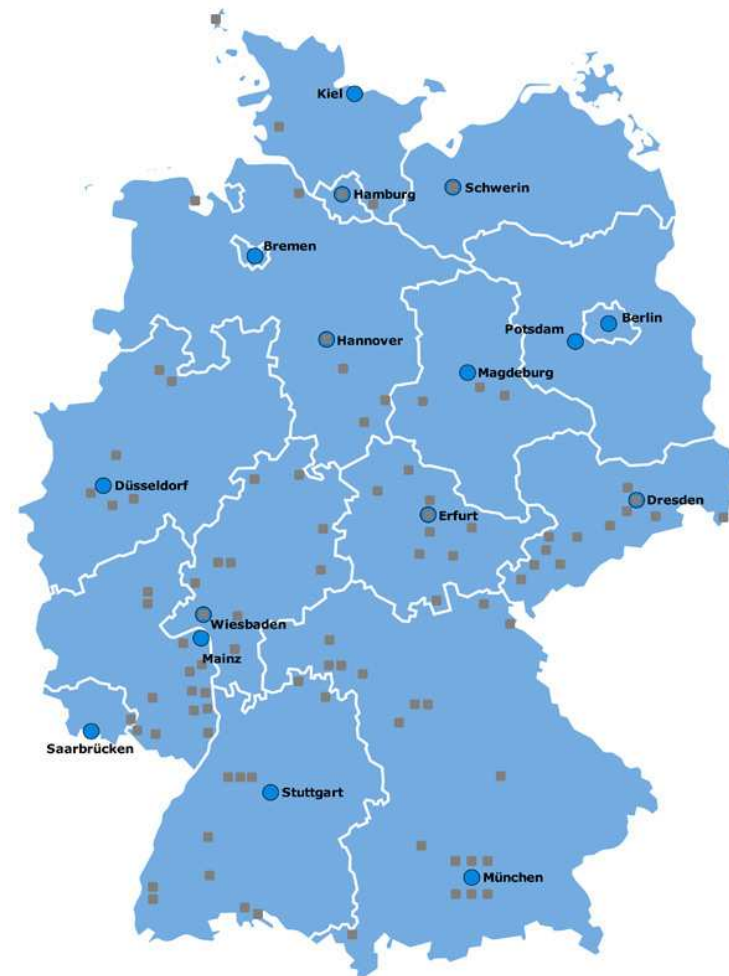 Kiel
Schwerin
Hamburg
Bremen
Berlin
Potsdam
Hannover
Magdeburg
Düsseldorf
Dresden
Erfurt
Wiesbaden
Mainz
Saarbrücken
Stuttgart
München